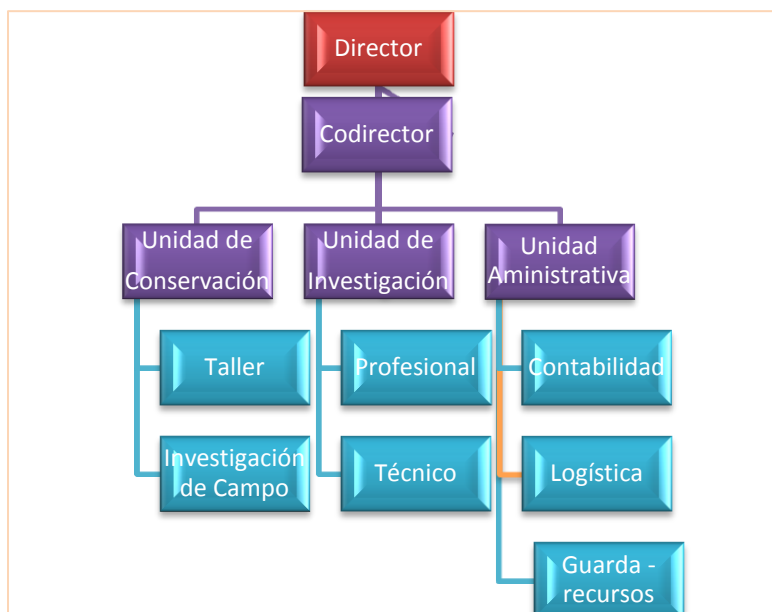 Director
Codirector
Unidad de
Conservación
Unidad de
Investigación
Unidad
Aministrativa
Taller
Profesional
Contabilidad
Investigación
de Campo
Técnico
Logística
Guarda -
recursos